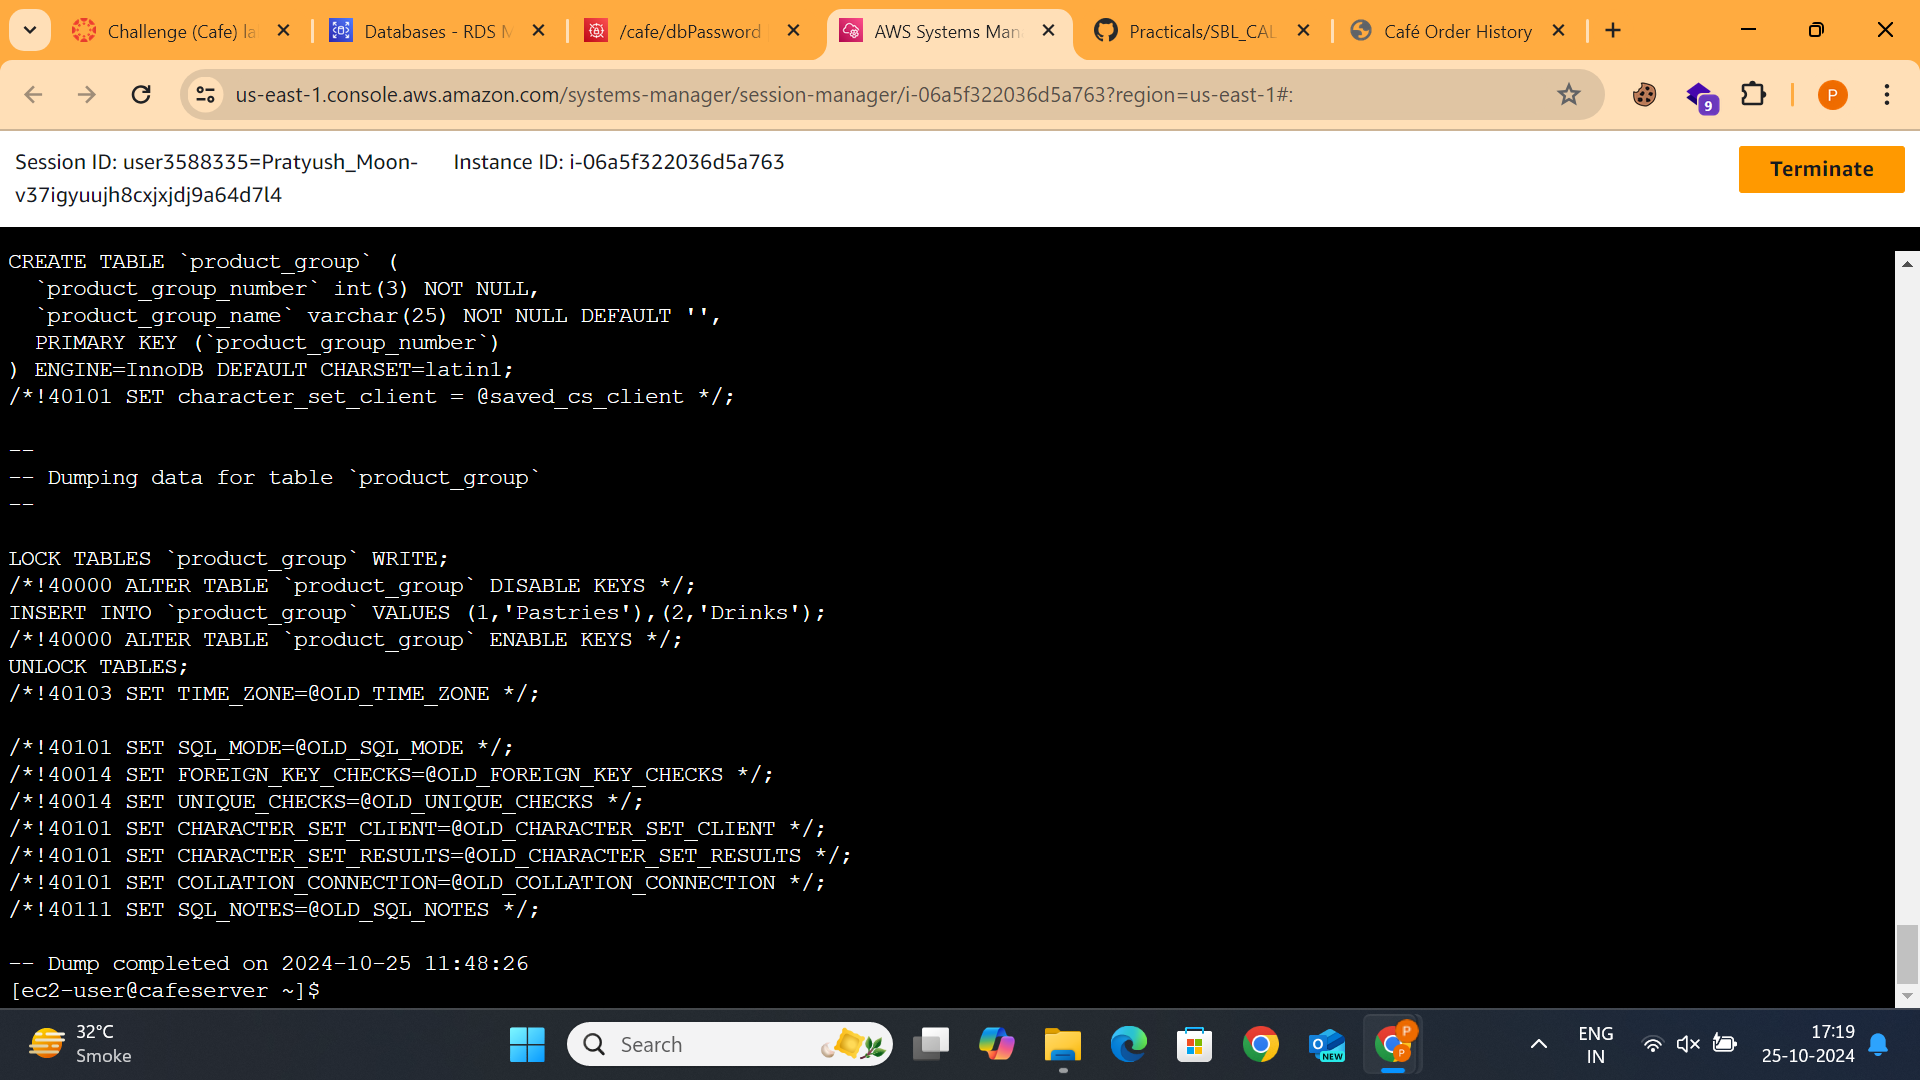 Challenge (Cafe) la
Databases - RDS M
/cafe/dbPassword
AWS Systems Man
Practicals/SBL_CAL
Café Order History
us-east-1.console.aws.amazon.com/systems-manager/session-manager/i-06a5f322036d5a763?region=us-east-1#:
9
P
Session ID: user3588335=Pratyush_Moon-
v37igyuujh8cxjxjdj9a64d7l4
Instance ID: i-06a5f322036d5a763
Terminate
CREATE TABLE `product_group` (
  `product_group_number` int(3) NOT NULL,
  `product_group_name` varchar(25) NOT NULL DEFAULT '',
  PRIMARY KEY (`product_group_number`)
) ENGINE=InnoDB DEFAULT CHARSET=latin1;
/*!40101 SET character_set_client = @saved_cs_client */;
--
-- Dumping data for table `product_group`
--
LOCK TABLES `product_group` WRITE;
/*!40000 ALTER TABLE `product_group` DISABLE KEYS */;
INSERT INTO `product_group` VALUES (1,'Pastries'),(2,'Drinks');
/*!40000 ALTER TABLE `product_group` ENABLE KEYS */;
UNLOCK TABLES;
/*!40103 SET TIME_ZONE=@OLD_TIME_ZONE */;
/*!40101 SET SQL_MODE=@OLD_SQL_MODE */;
/*!40014 SET FOREIGN_KEY_CHECKS=@OLD_FOREIGN_KEY_CHECKS */;
/*!40014 SET UNIQUE_CHECKS=@OLD_UNIQUE_CHECKS */;
/*!40101 SET CHARACTER_SET_CLIENT=@OLD_CHARACTER_SET_CLIENT */;
/*!40101 SET CHARACTER_SET_RESULTS=@OLD_CHARACTER_SET_RESULTS */;
/*!40101 SET COLLATION_CONNECTION=@OLD_COLLATION_CONNECTION */;
/*!40111 SET SQL_NOTES=@OLD_SQL_NOTES */;
-- Dump completed on 2024-10-25 11:48:26
[ec2-user@cafeserver ~]$
32°C
Smoke
Search
NEW
P
P
ENG
IN
17:19
25-10-2024